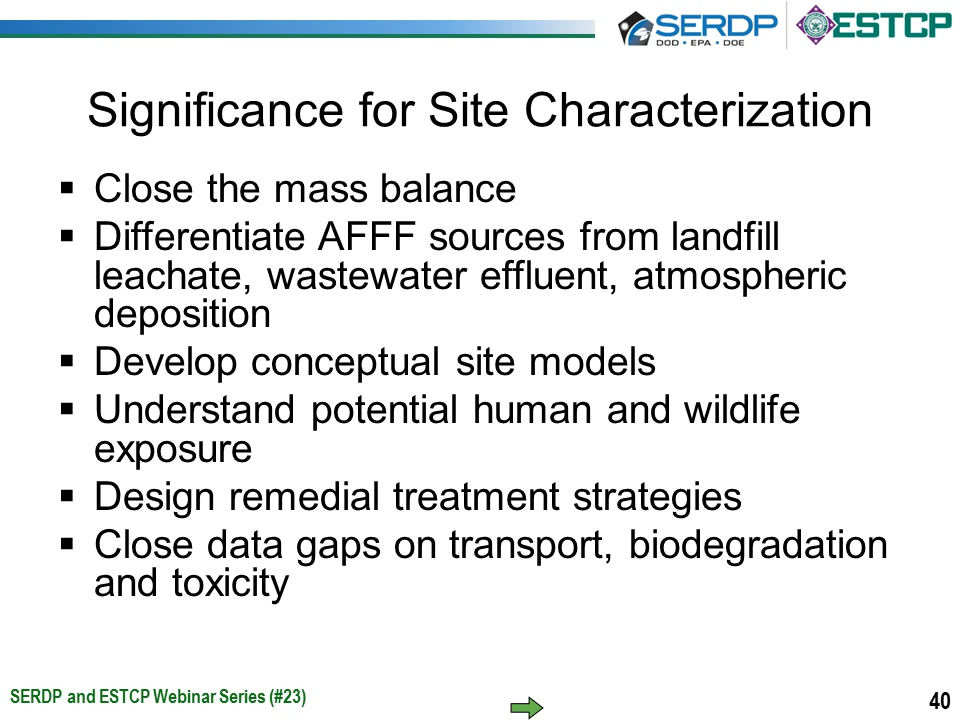 SERDP
DOD • EPA • DOE
ESTCP
Significance for Site Characterization
▪ Close the mass balance
▪ Differentiate AFFF sources from landfill
leachate, wastewater effluent, atmospheric
deposition
▪ Develop conceptual site models
▪ Understand potential human and wildlife
exposure
▪ Design remedial treatment strategies
▪ Close data gaps on transport, biodegradation
and toxicity
SERDP and ESTCP Webinar Series (#23)
40